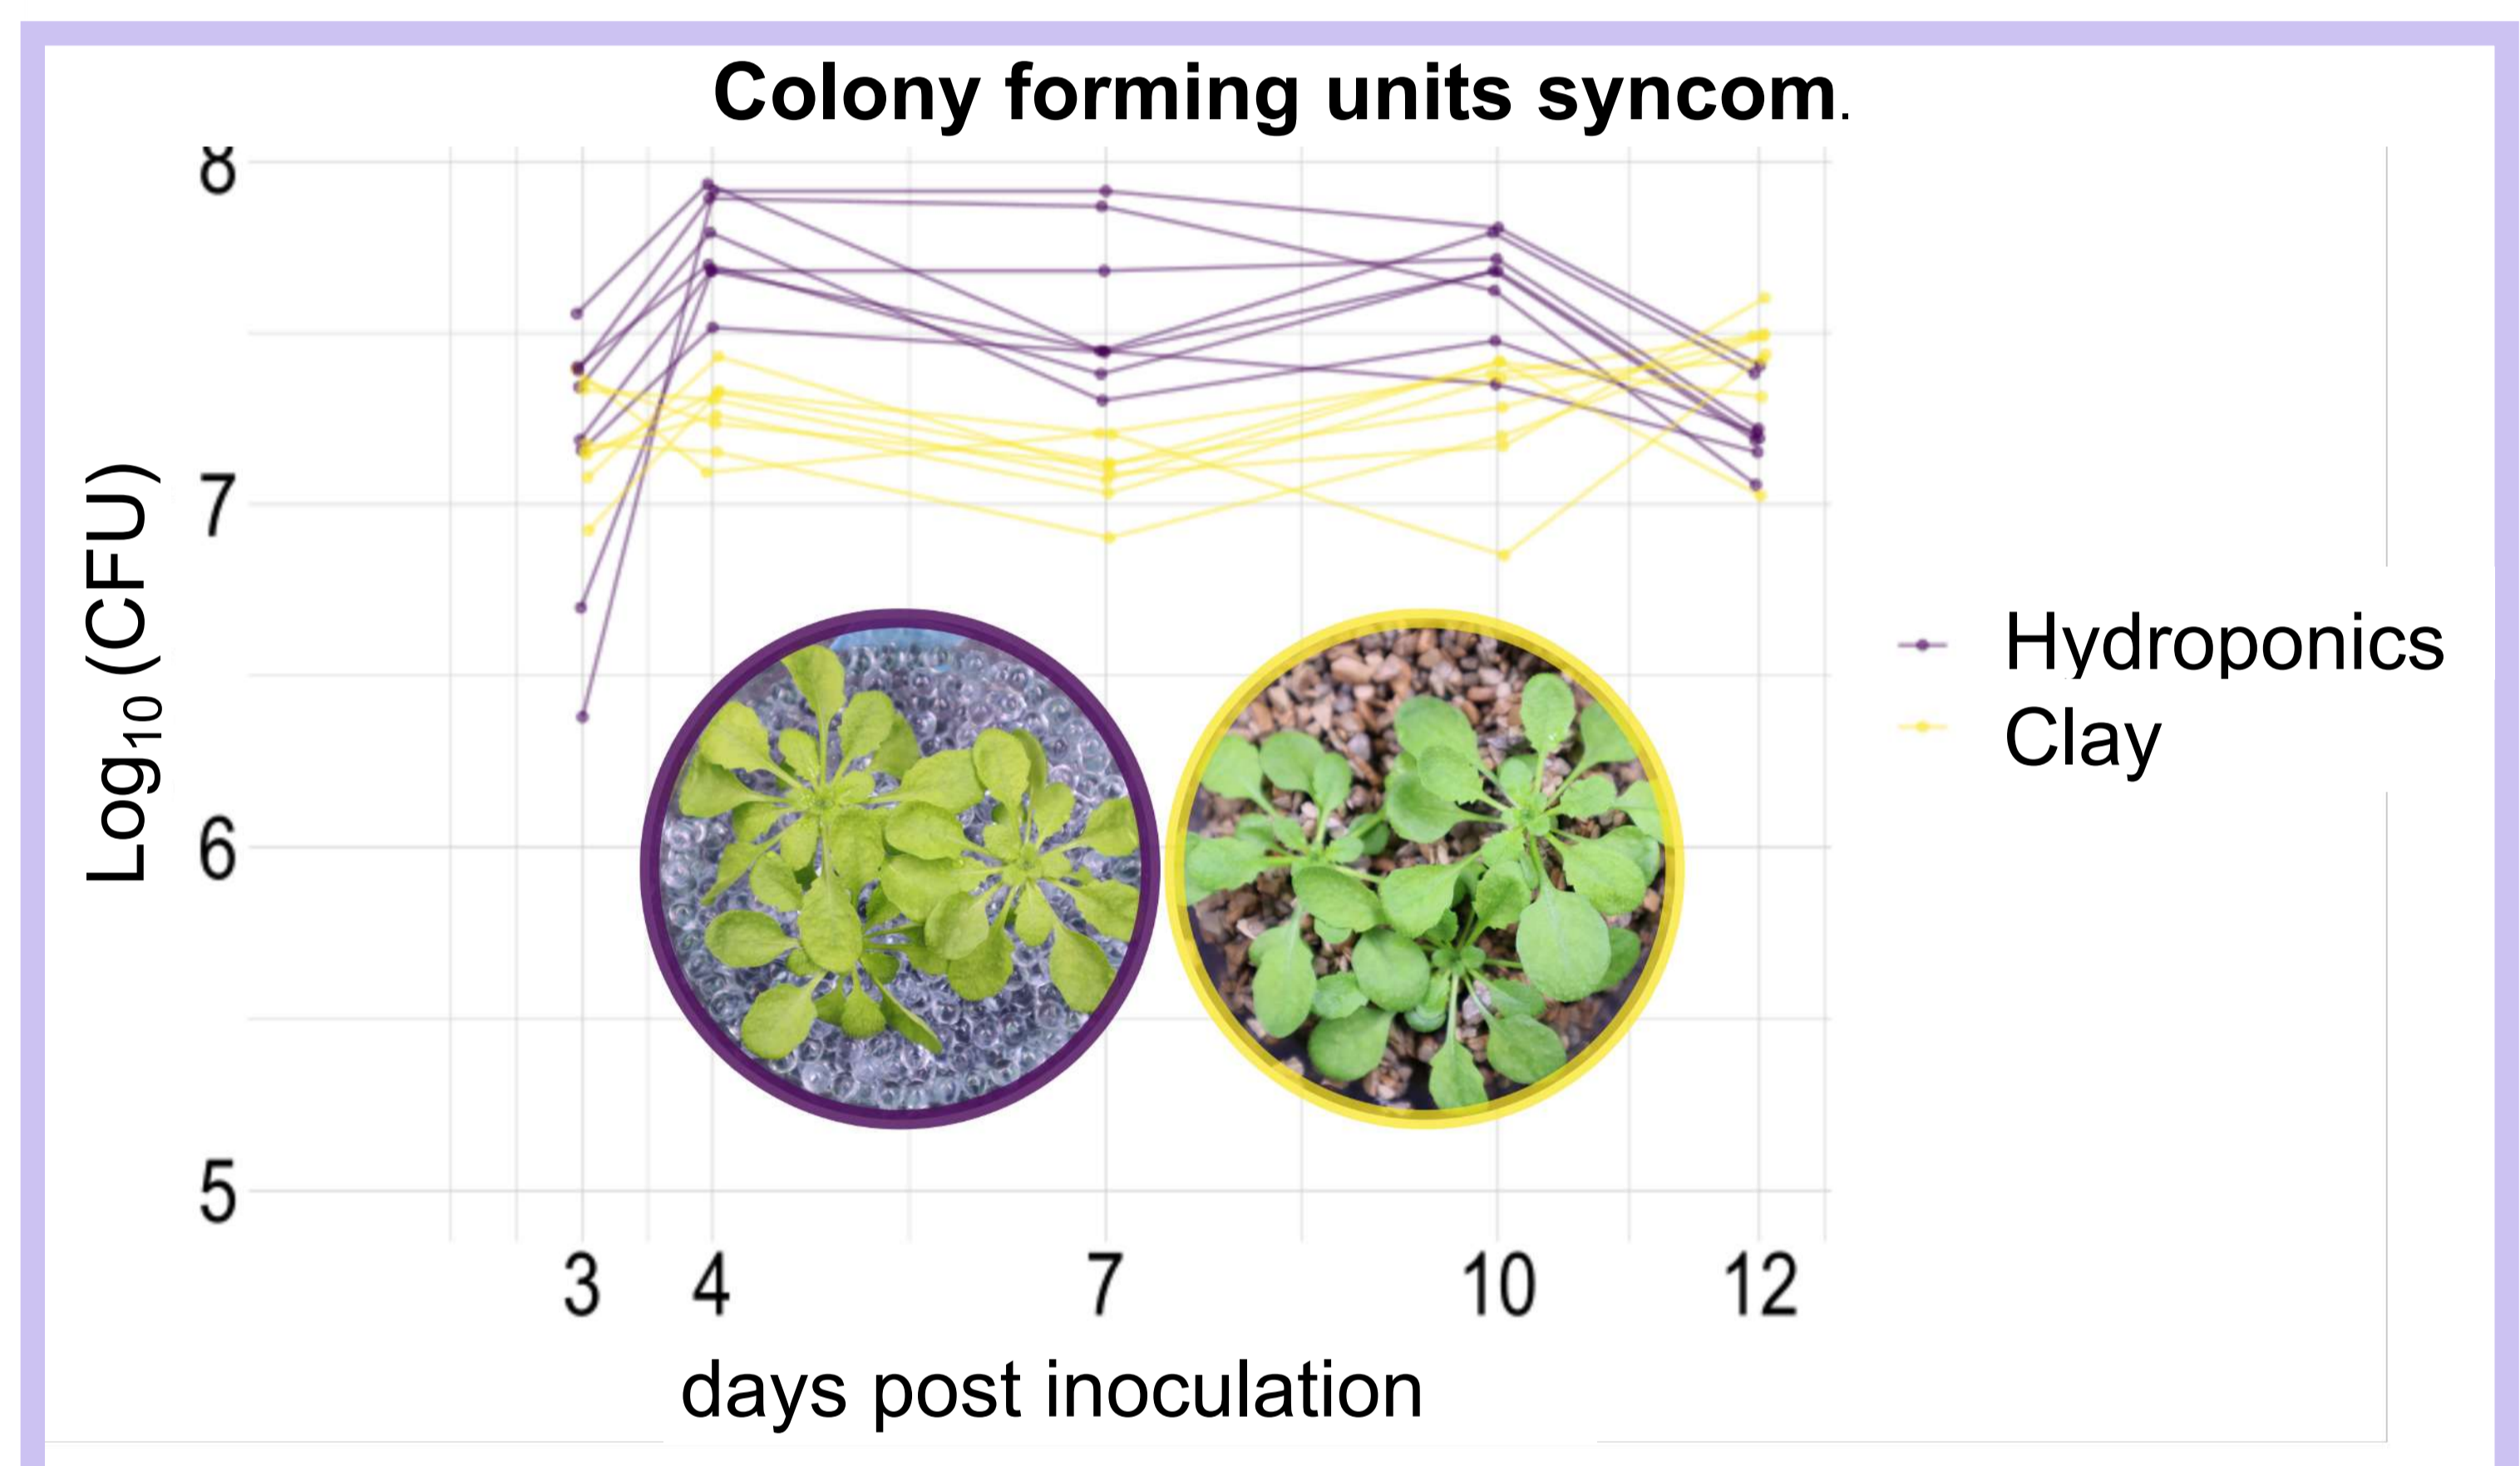 Colony forming units syncom.
8
7
6
5
Log₁₀ (CFU)
3 4 7 10 12
days post inoculation
Hydroponics
Clay